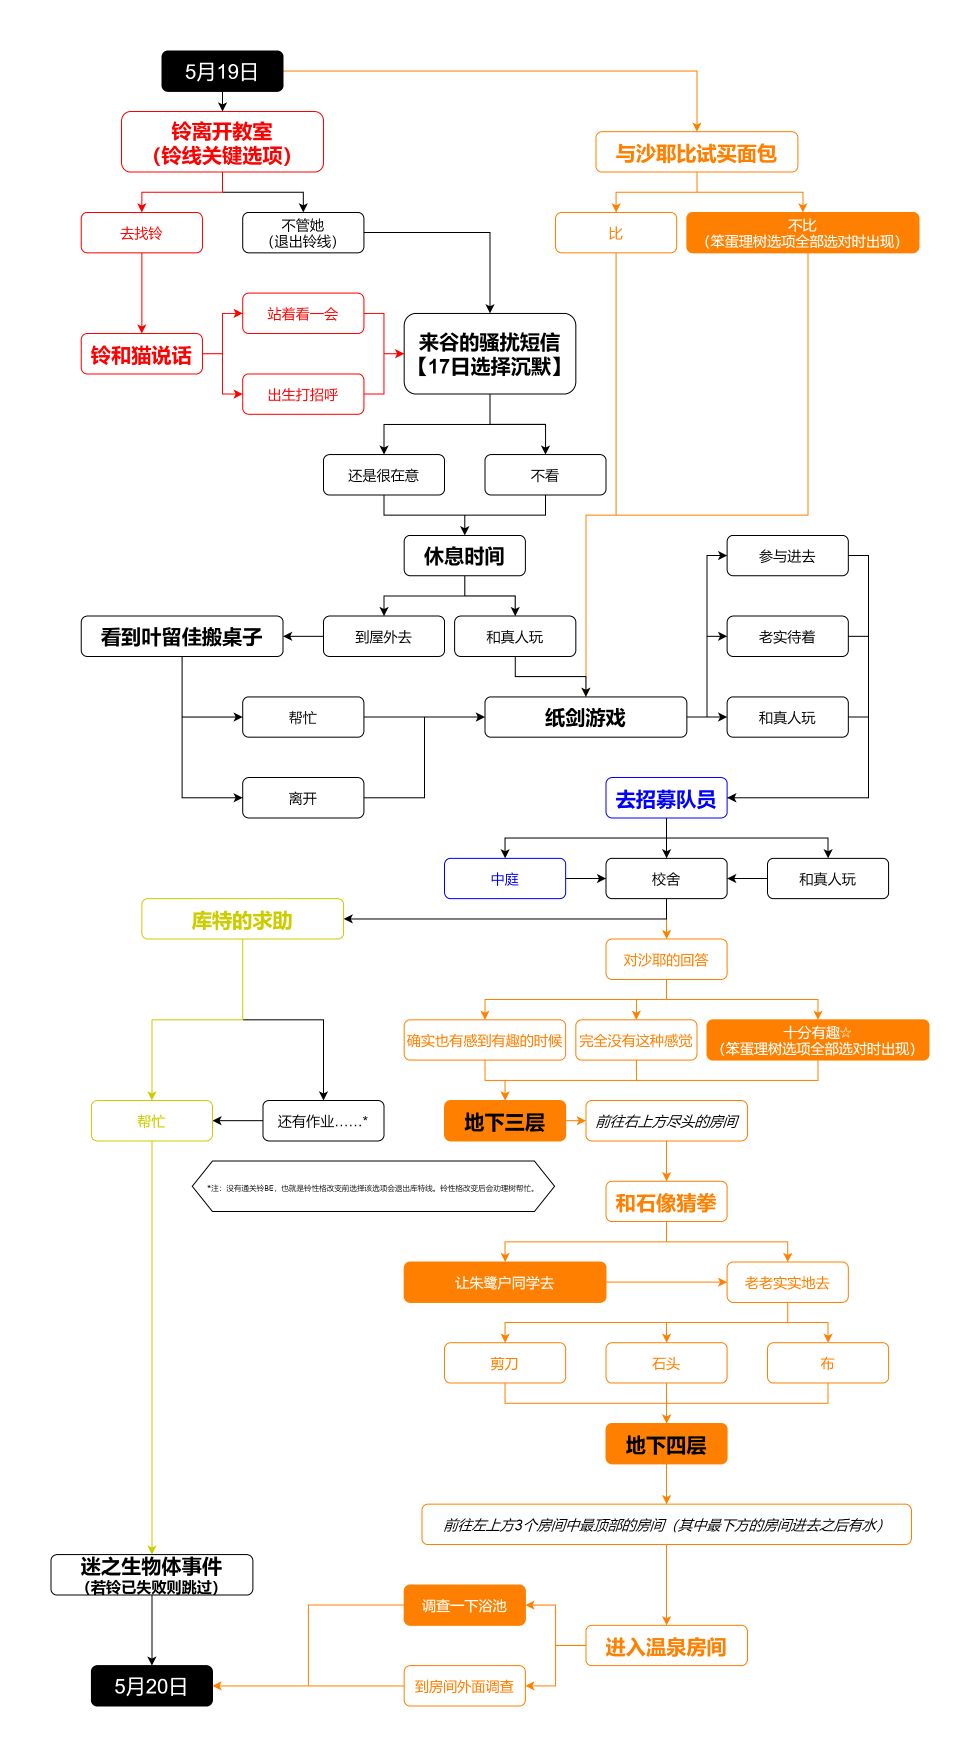 5月19日
铃离开教室
（铃线关键选项）
与沙耶比试买面包
去找铃
不管她
（退出铃线）
比
不比
（笨蛋理树选项全部选对时出现）
站着看一会
铃和猫说话
出生打招呼
来谷的骚扰短信
【17日选择沉默】
还是很在意
不看
休息时间
参与进去
看到叶留佳搬桌子
到屋外去
和真人玩
老实待着
帮忙
纸剑游戏
和真人玩
离开
去招募队员
中庭
校舍
和真人玩
库特的求助
对沙耶的回答
确实也有感到有趣的时候
完全没有这种感觉
十分有趣☆
（笨蛋理树选项全部选对时出现）
帮忙
还有作业……*
地下三层
前往右上方尽头的房间
*注：没有通关铃BE，也就是铃性格改变前选择该选项会退出库特线。铃性格改变后会劝理树帮忙。
和石像猜拳
让朱鹭户同学去
老老实实地去
剪刀
石头
布
地下四层
前往左上方3个房间中最顶部的房间（其中最下方的房间进去之后有水）
迷之生物体事件
（若铃已失败则跳过）
调查一下浴池
进入温泉房间
5月20日
到房间外面调查